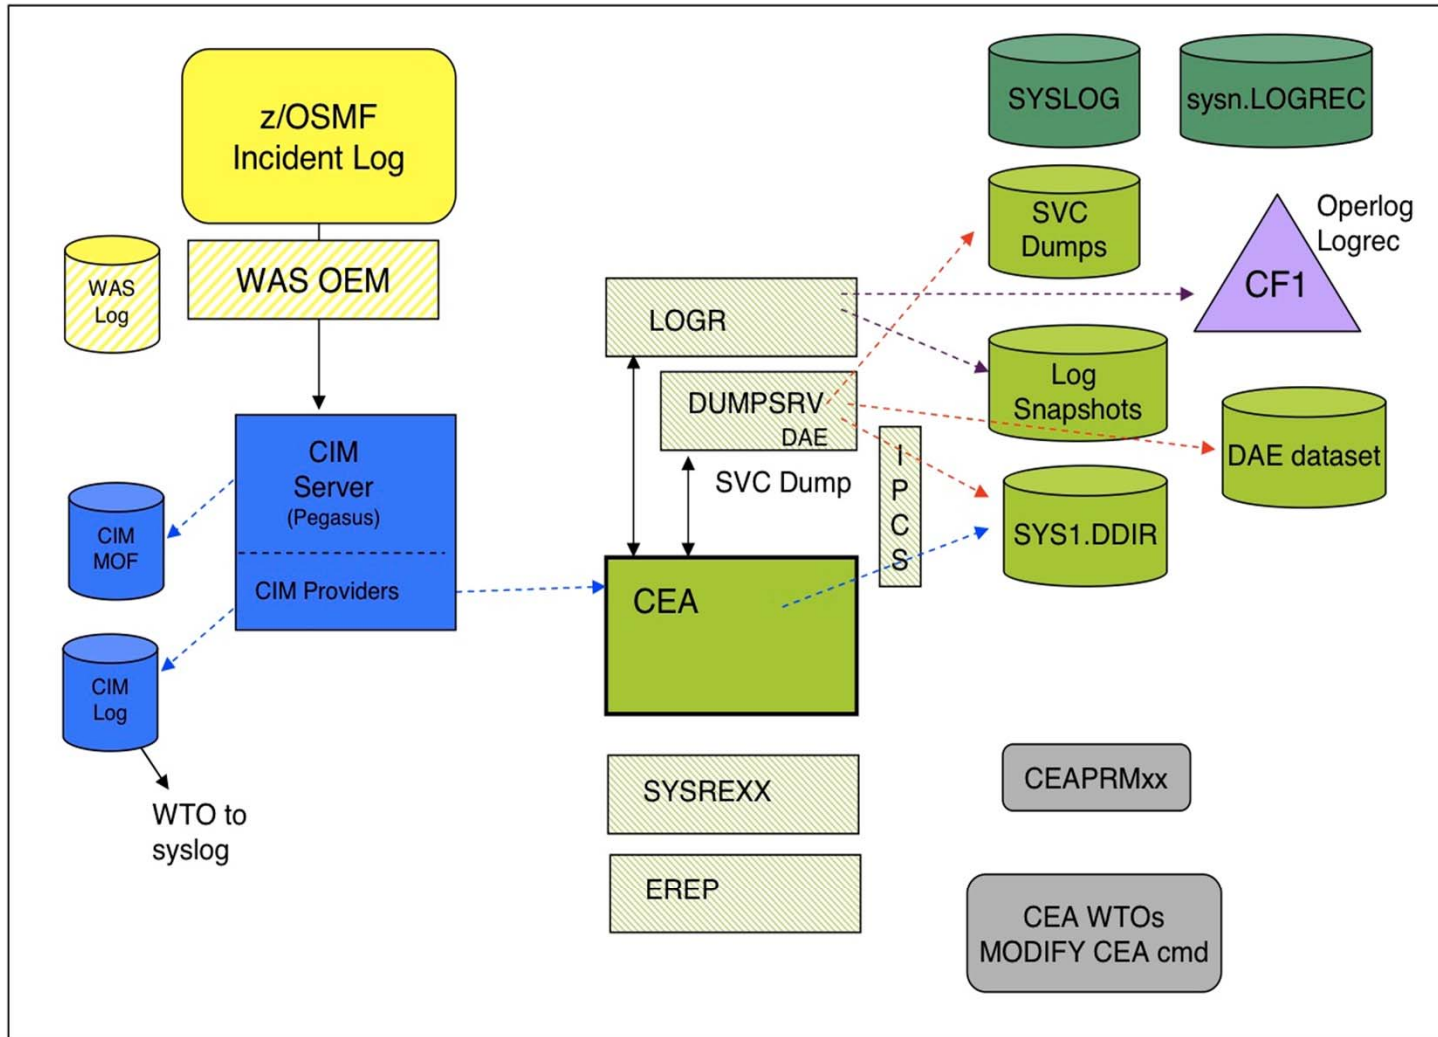 z/OSMF
Incident Log
WAS
Log
WAS OEM
CIM
Server
(Pegasus)
CIM Providers
CIM
MOF
CIM
Log
WTO to
syslog
LOGR
DUMPSRV
DAE
SVC Dump
I
P
C
S
CEA
SYSREXX
EREP
SYSLOG
sysn.LOGREC
SVC
Dumps
Operlog
Logrec
CF1
Log
Snapshots
DAE dataset
SYS1.DDIR
CEAPRMxx
CEA WTOs
MODIFY CEA cmd